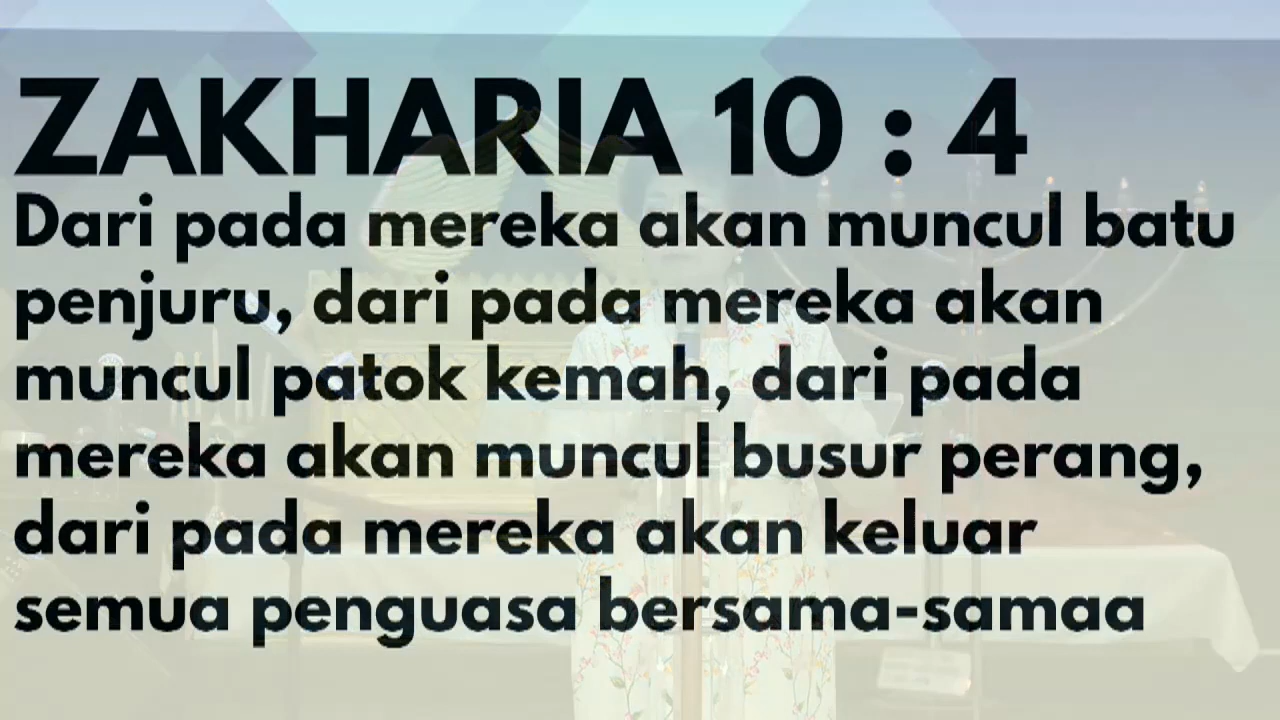 ZAKHARIA 10 : 4
Dari pada mereka akan muncul batu
penjuru, dari pada mereka akan
muncul patok kemah, dari pada
mereka akan muncul busur perang,
dari pada mereka akan keluar
semua penguasa bersama-samaa